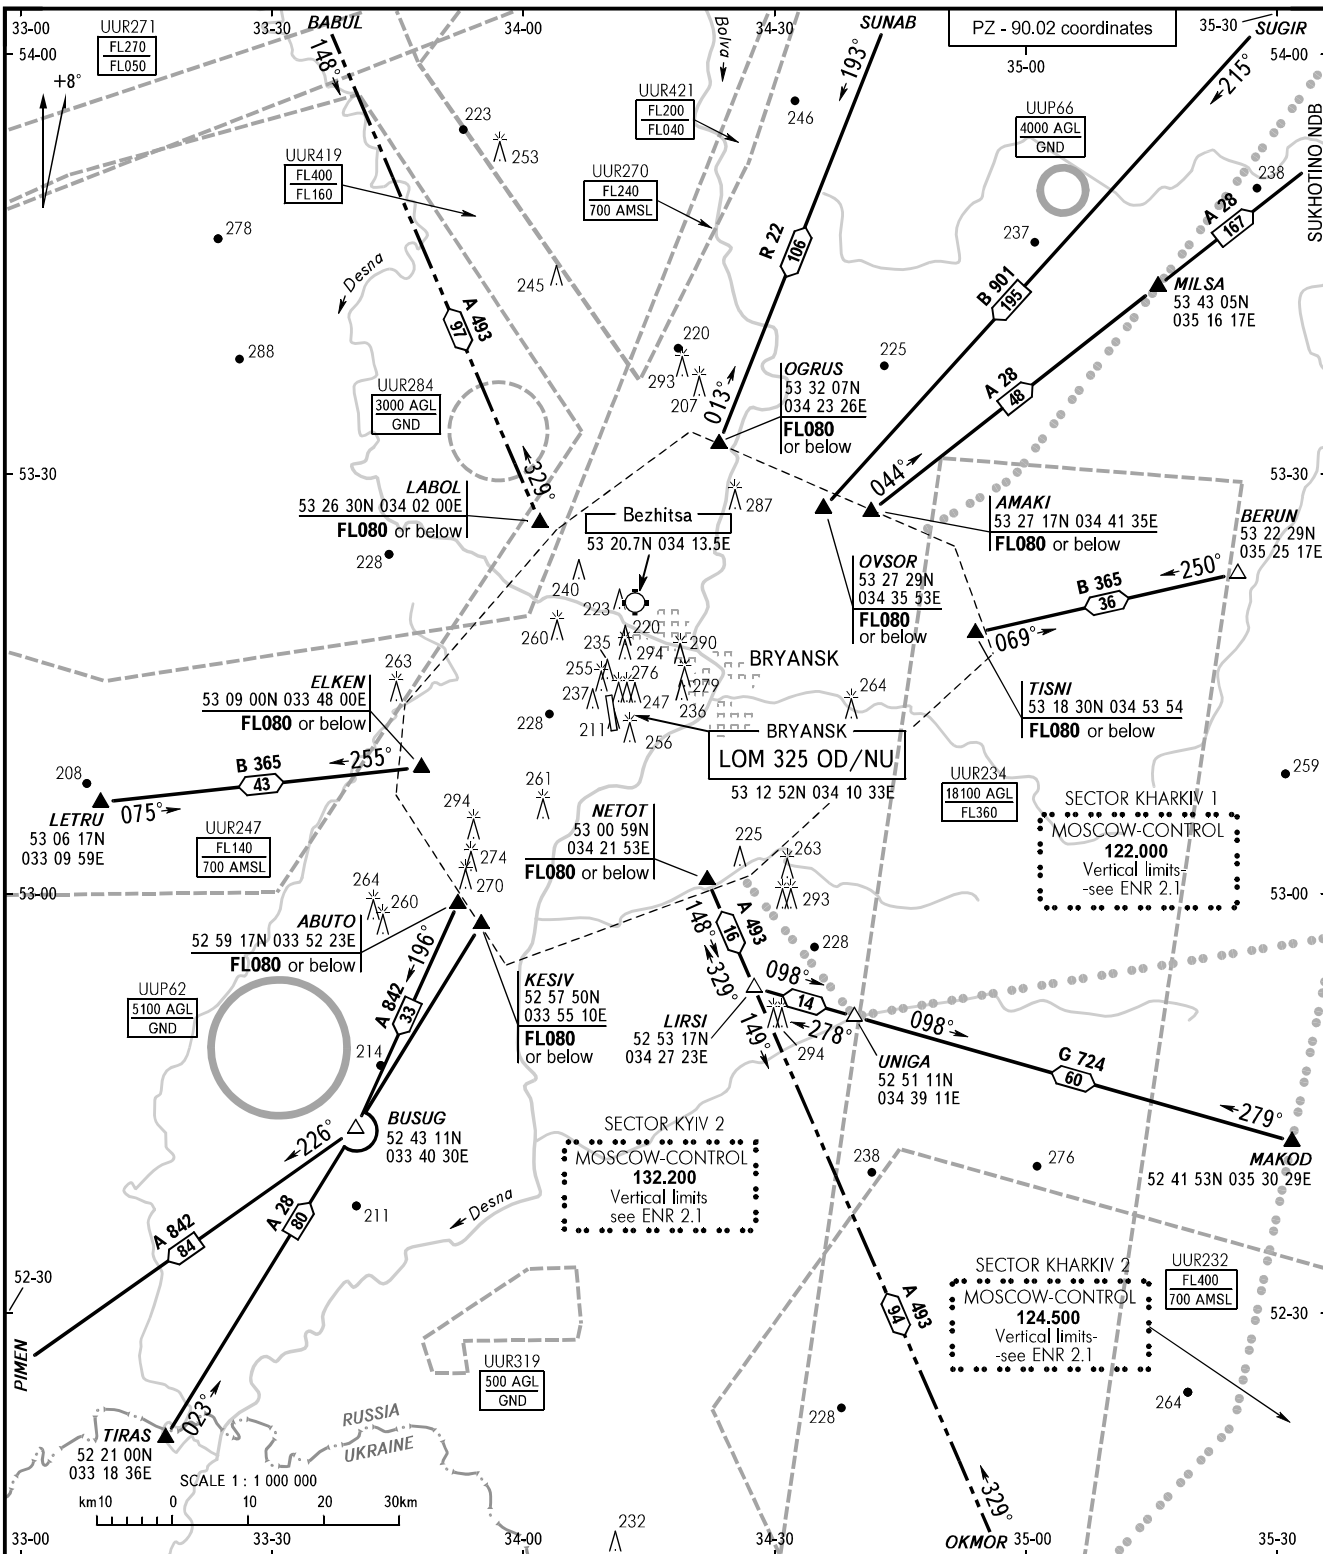 33-00
33-30
BABUL
34-00
34-30
SUNAB
PZ - 90.02 coordinates
35-30
SUGIR
54-00
35-00
54-00
UUR271
FL270
FL050
+8°
148°
Bolva
193°
215°
223
253
UUR421
FL200
FL040
246
UUP66
4000 AGL
GND
SUKHOTINO NDB
UUR419
FL400
FL160
UUR270
FL240
700 AMSL
238
A 28
167
278
Desna
245
R 22
106
237
B 901
195
MILSA
53 43 05N
035 16 17E
A 493
97
288
220
293
207
225
A 28
48
UUR284
3000 AGL
GND
013°
OGRUS
53 32 07N
034 23 26E
FL080
or below
53-30
53-30
329°
044°
LABOL
53 26 30N 034 02 00E
FL080 or below
287
Bezhitsa
53 20.7N 034 13.5E
AMAKI
53 27 17N 034 41 35E
FL080 or below
BERUN
53 22 29N
035 25 17E
228
240
OVSOR
53 27 29N
034 35 53E
FL080
or below
250°
B 365
36
069°
223
260
220
235
294
290
BRYANSK
255
276
279
237
247
236
264
263
ELKEN
53 09 00N 033 48 00E
FL080 or below
TISNI
53 18 30N 034 53 54
FL080 or below
228
211
256
BRYANSK
LOM 325 OD/NU
53 12 52N 034 10 33E
208
B 365
43
255°
075°
LETRU
53 06 17N
033 09 59E
261
UUR234
18100 AGL
FL360
259
SECTOR KHARKIV 1
MOSCOW-CONTROL
122.000
Vertical limits-
-see ENR 2.1
NETOT
53 00 59N
034 21 53E
FL080 or below
294
274
270
225
263
293
UUR247
FL140
700 AMSL
53-00
53-00
264
260
ABUTO
52 59 17N 033 52 23E
FL080 or below
196°
148°
A 493
16
329°
228
098°
14
278°
098°
UUP62
5100 AGL
GND
KESIV
52 57 50N
033 55 10E
FL080
or below
A 842
33
214
LIRSI
52 53 17N
034 27 23E
149°
294
UNIGA
52 51 11N
034 39 11E
G 724
60
279°
MAKOD
52 41 53N 035 30 29E
BUSUG
52 43 11N
033 40 30E
226°
SECTOR KYIV 2
MOSCOW-CONTROL
132.200
Vertical limits
see ENR 2.1
238
276
A 28
80
211
Desna
A 842
84
52-30
52-30
SECTOR KHARKIV 2
MOSCOW-CONTROL
124.500
Vertical limits-
-see ENR 2.1
UUR232
FL400
700 AMSL
A 493
94
PIMEN
UUR319
500 AGL
GND
023°
RUSSIA
UKRAINE
228
264
TIRAS
52 21 00N
033 18 36E
SCALE 1 : 1 000 000
km10 0 10 20 30km
329°
232
OKMOR
33-00
33-30
34-00
34-30
35-00
35-30